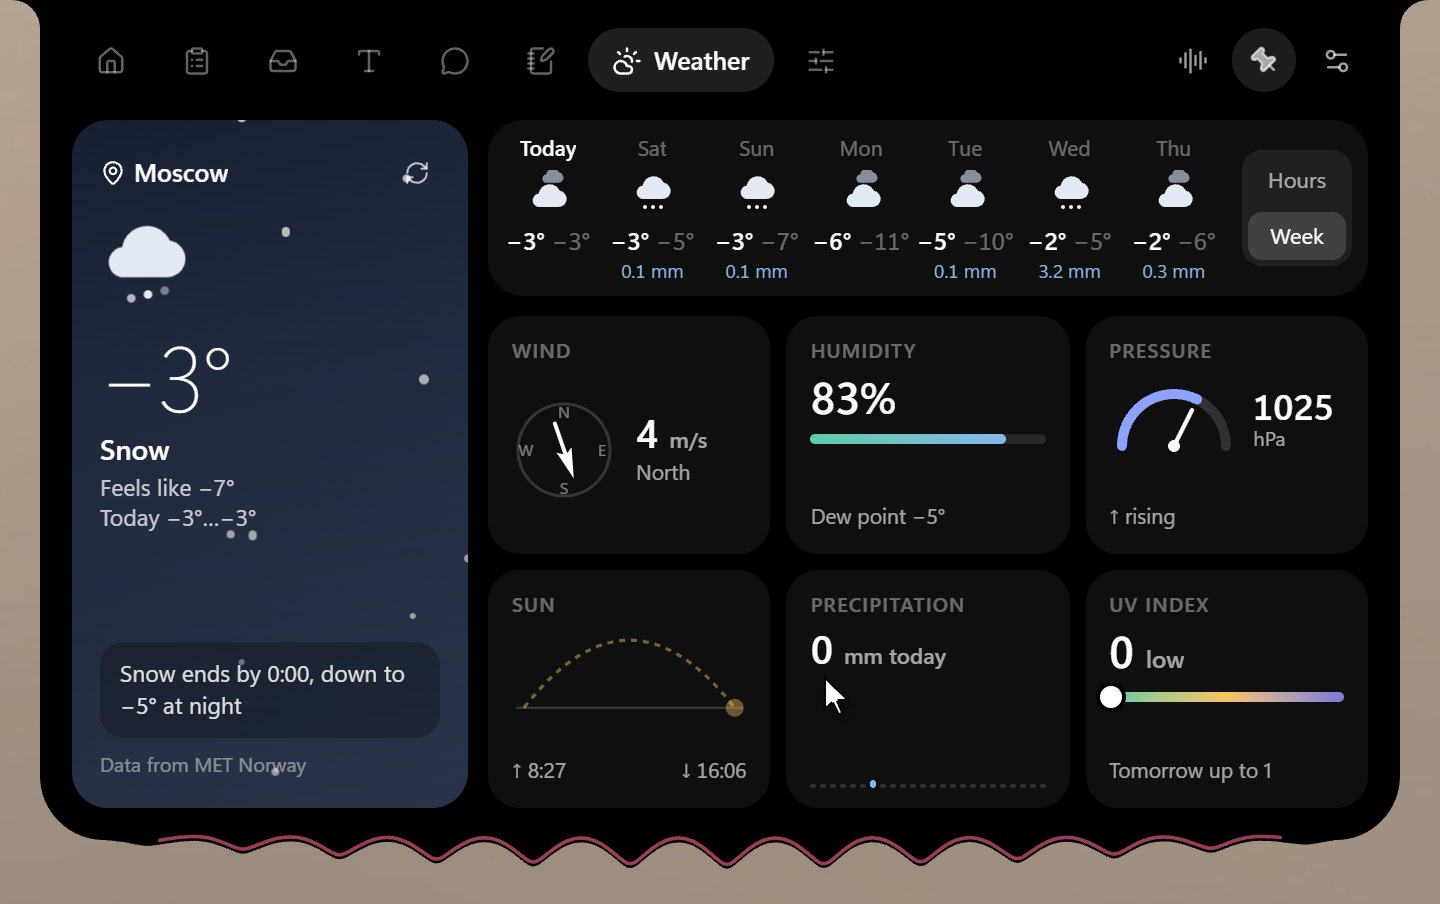 Weather
Moscow
−3°
Snow
Feels like −7°
Today −3°...−3°
Snow ends by 0:00, down to
−5° at night
Data from MET Norway
Today Sat Sun Mon Tue Wed Thu
−3° −3° −3° −5° −3° −7° −6° −11° −5° −10° −2° −5° −2° −6°
0.1 mm 0.1 mm 0.1 mm 3.2 mm 0.3 mm
Hours
Week
WIND
N
W E
S
4 m/s
North
HUMIDITY
83%
Dew point −5°
PRESSURE
1025
hPa
↑ rising
SUN
↑ 8:27 ↓ 16:06
PRECIPITATION
0 mm today
UV INDEX
0 low
Tomorrow up to 1